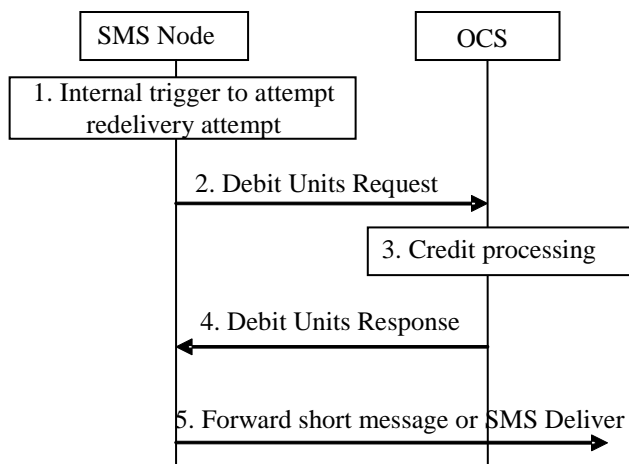 SMS Node
OCS
1. Internal trigger to attempt
redelivery attempt
2. Debit Units Request
3. Credit processing
4. Debit Units Response
5. Forward short message or SMS Deliver